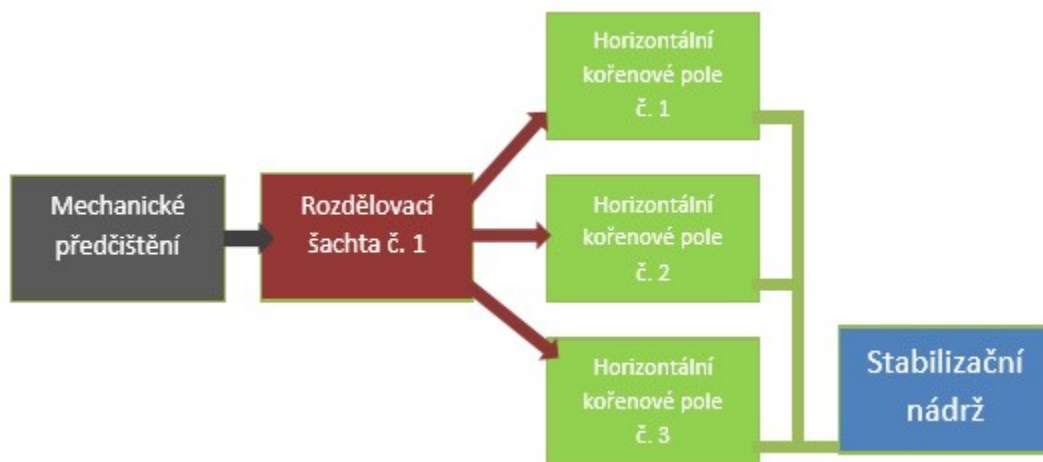 Mechanické
předčištění
Rozdělovací
šachta č. 1
Horizontální
kořenové pole
č. 1
Horizontální
kořenové pole
č. 2
Horizontální
kořenové pole
č. 3
Stabilizační
nádrž